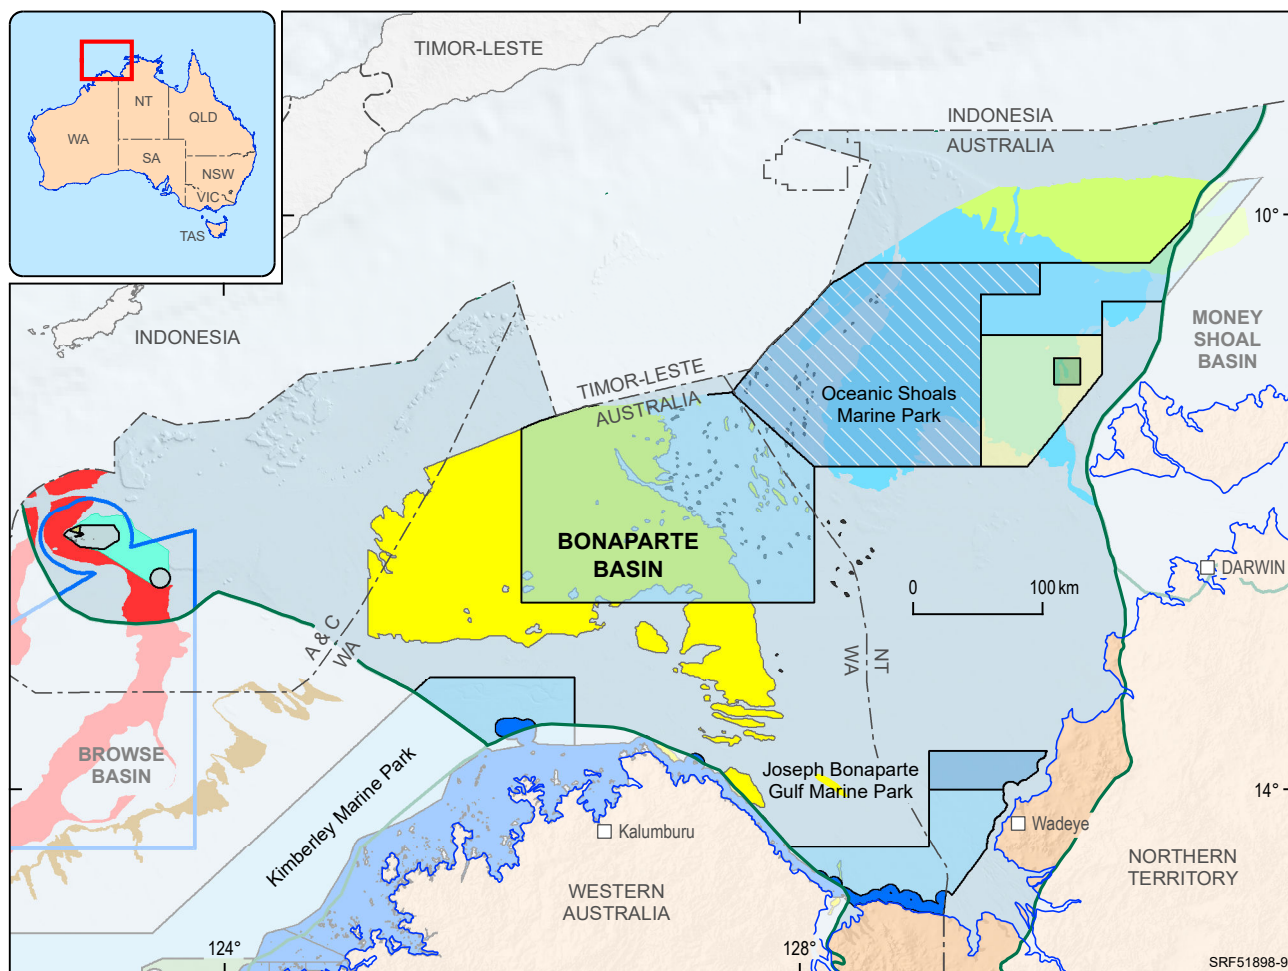 WA
NT
QLD
SA
NSW
VIC
TAS
TIMOR-LESTE
INDONESIA
AUSTRALIA
10°
INDONESIA
TIMOR-LESTE
AUSTRALIA
Oceanic Shoals
Marine Park
MONEY
SHOAL
BASIN
BONAPARTE
BASIN
DARWIN
0
100 km
A & C
WA
NT
WA
BROWSE
BASIN
Kimberley Marine Park
Joseph Bonaparte
Gulf Marine Park
14°
Kalumburu
Wadeye
WESTERN
AUSTRALIA
NORTHERN
TERRITORY
124°
128°
SRF51898-9